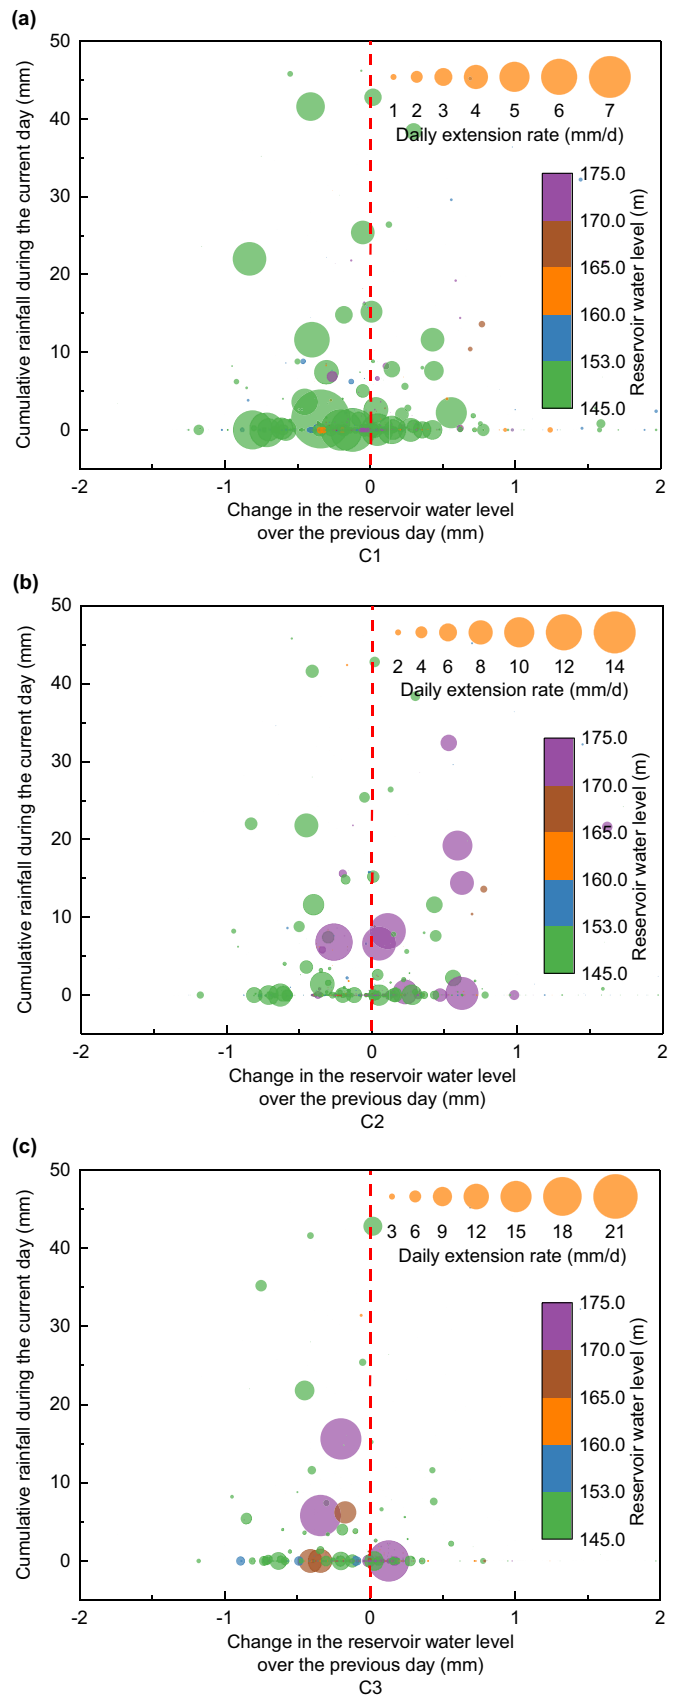 (a)
50
40
30
20
10
0
Cumulative rainfall during the current day (mm)
1 2 3 4 5 6 7
Daily extension rate (mm/d)
175.0
170.0
165.0
160.0
153.0
145.0
Reservoir water level (m)
-2 -1 0 1 2
Change in the reservoir water level
over the previous day (mm)
C1
(b)
50
40
30
20
10
0
Cumulative rainfall during the current day (mm)
2 4 6 8 10 12 14
Daily extension rate (mm/d)
175.0
170.0
165.0
160.0
153.0
145.0
Reservoir water level (m)
-2 -1 0 1 2
Change in the reservoir water level
over the previous day (mm)
C2
(c)
50
40
30
20
10
0
Cumulative rainfall during the current day (mm)
3 6 9 12 15 18 21
Daily extension rate (mm/d)
175.0
170.0
165.0
160.0
153.0
145.0
Reservoir water level (m)
-2 -1 0 1 2
Change in the reservoir water level
over the previous day (mm)
C3